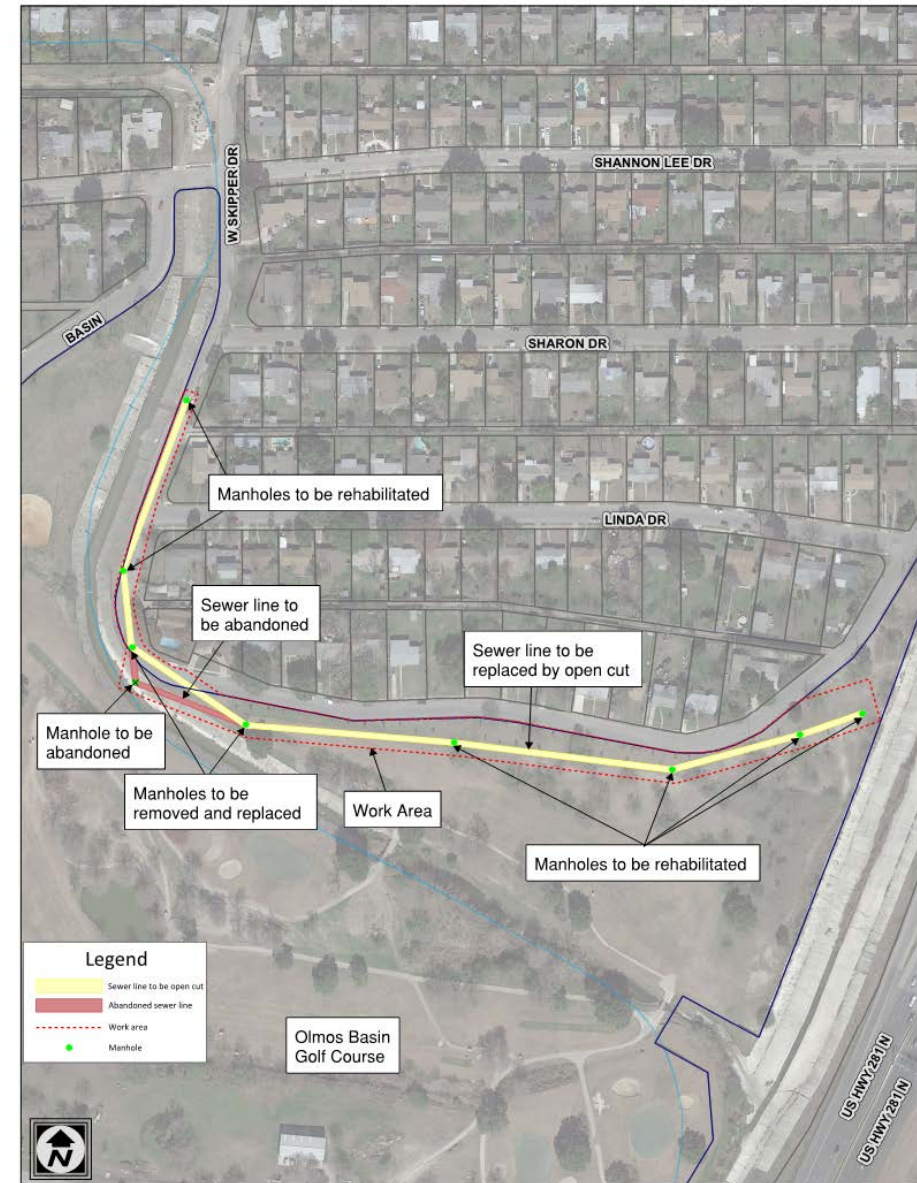 SHANNON LEE DR
W SKIPPER DR
BASIN
SHARON DR
Manholes to be rehabilitated
LINDA DR
Sewer line to
be abandoned
Sewer line to be
replaced by open cut
Manhole to be
abandoned
Manholes to be
removed and replaced
Work Area
Manholes to be rehabilitated
Legend
Sewer line to be open cut
Abandoned sewer line
Work area
Manhole
Olmos Basin
Golf Course
US HWY 281 N
US HWY 281 N
N